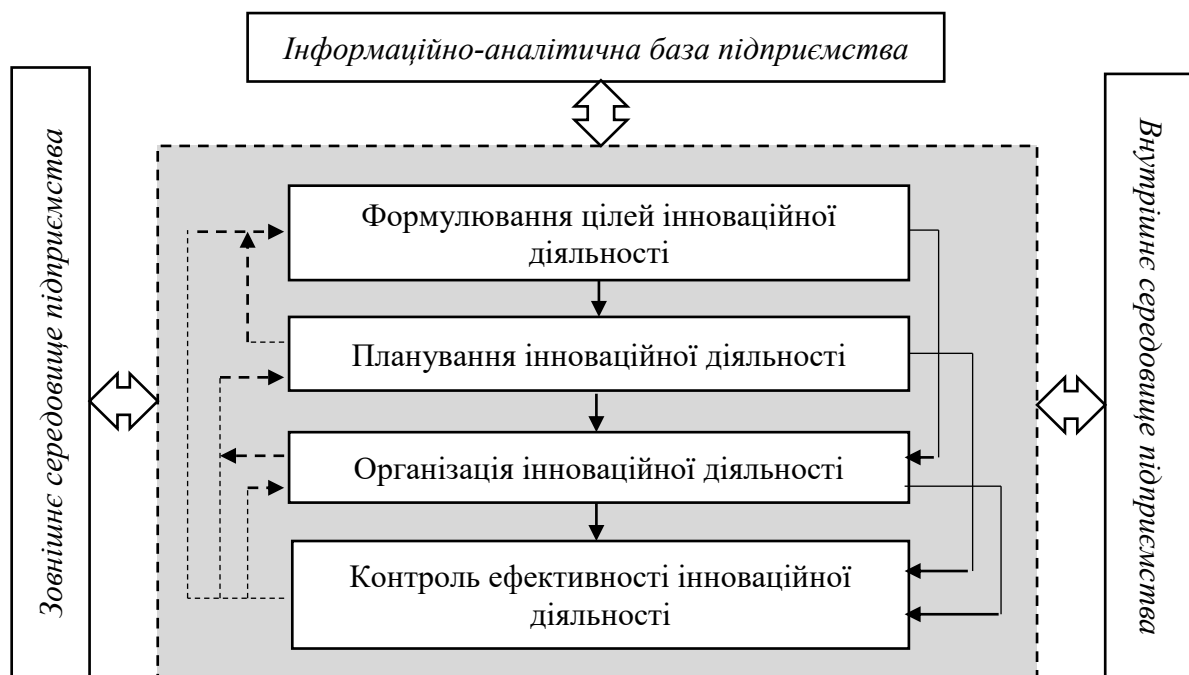 Інформаційно-аналітична база підприємства
Зовнішнє середовище підприємства
Формулювання цілей інноваційної
діяльності
Планування інноваційної діяльності
Організація інноваційної діяльності
Контроль ефективності інноваційної
діяльності
Внутрішнє середовище підприємства